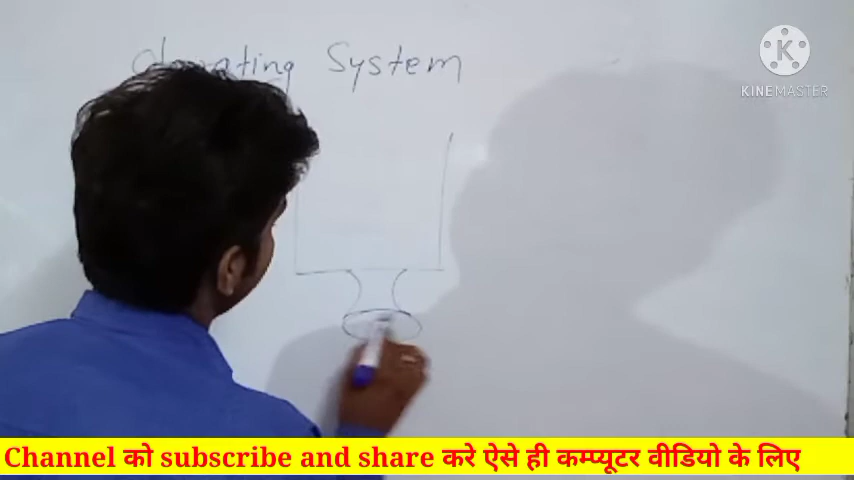 Operating System
KINEMASTER
Channel को subscribe and share करे ऐसे ही कम्प्यूटर वीडियो के लिए